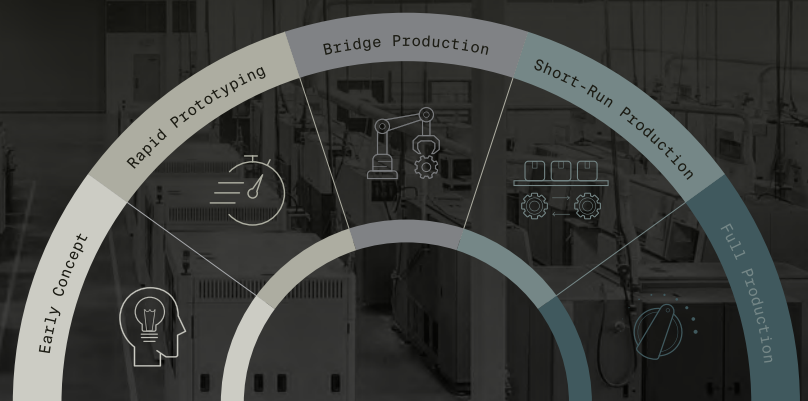 Early Concept
Rapid Prototyping
Bridge Production
Short-Run Production
Full Production